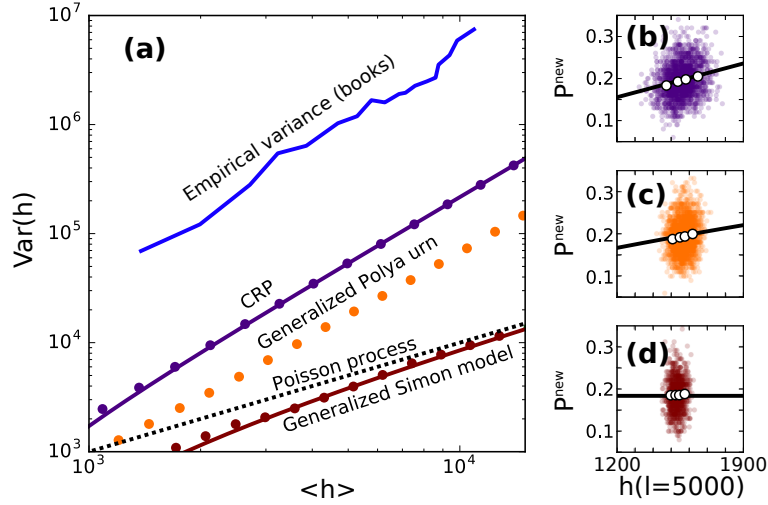 (a)
10^7
10^6
10^5
10^4
10^3
Var(h)
Empirical variance (books)
CRP
Generalized Polya urn
Poisson process
Generalized Simon model
10^3
10^4
<h>
(b)
0.3
0.2
0.1
P^new
(c)
0.3
0.2
0.1
P^new
(d)
0.3
0.2
0.1
P^new
1200
1900
h(l=5000)